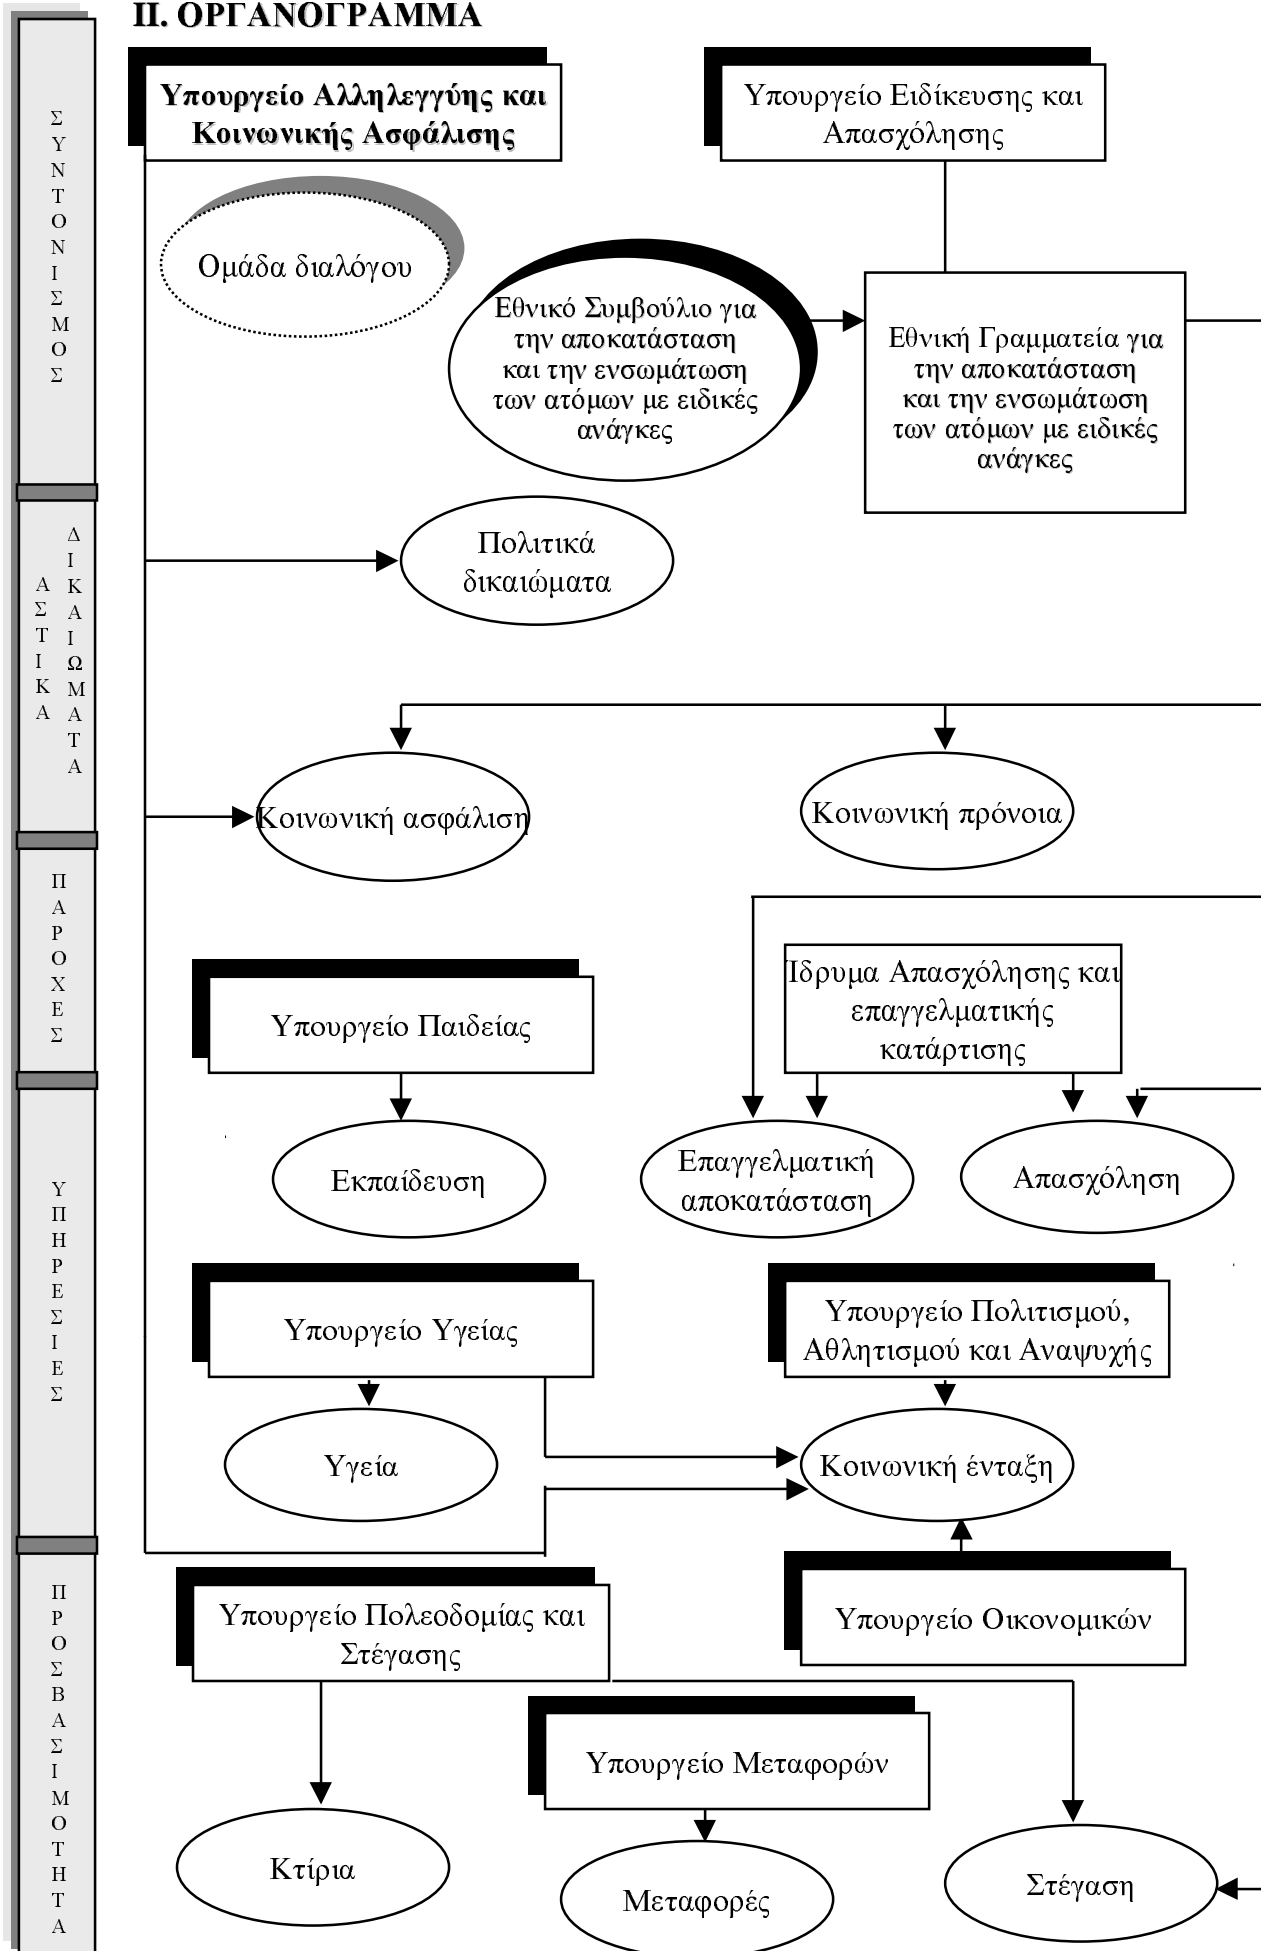 II. ΟΡΓΑΝΟΓΡΑΜΜΑ
ΣΥΝΤΟΝΙΣΜΟΣ
Υπουργείο Αλληλεγγύης και
Κοινωνικής Ασφάλισης
Υπουργείο Ειδίκευσης και
Απασχόλησης
Ομάδα διαλόγου
Εθνικό Συμβούλιο για
την αποκατάσταση
και την ενσωμάτωση
των ατόμων με ειδικές
ανάγκες
Εθνική Γραμματεία για
την αποκατάσταση
και την ενσωμάτωση
των ατόμων με ειδικές
ανάγκες
ΑΣΤΙΚΑ
ΔΙΚΑΙΩΜΑΤΑ
Πολιτικά
δικαιώματα
Κοινωνική ασφάλιση
Κοινωνική πρόνοια
ΠΑΡΟΧΕΣ
Υπουργείο Παιδείας
Ίδρυμα Απασχόλησης και
επαγγελματικής
κατάρτισης
ΥΠΗΡΕΣΙΕΣ
Εκπαίδευση
Επαγγελματική
αποκατάσταση
Απασχόληση
Υπουργείο Υγείας
Υπουργείο Πολιτισμού,
Αθλητισμού και Αναψυχής
Υγεία
Κοινωνική ένταξη
ΠΡΟΣΒΑΣΙΜΟΤΗΤΑ
Υπουργείο Πολεοδομίας και
Στέγασης
Υπουργείο Οικονομικών
Υπουργείο Μεταφορών
Κτίρια
Μεταφορές
Στέγαση